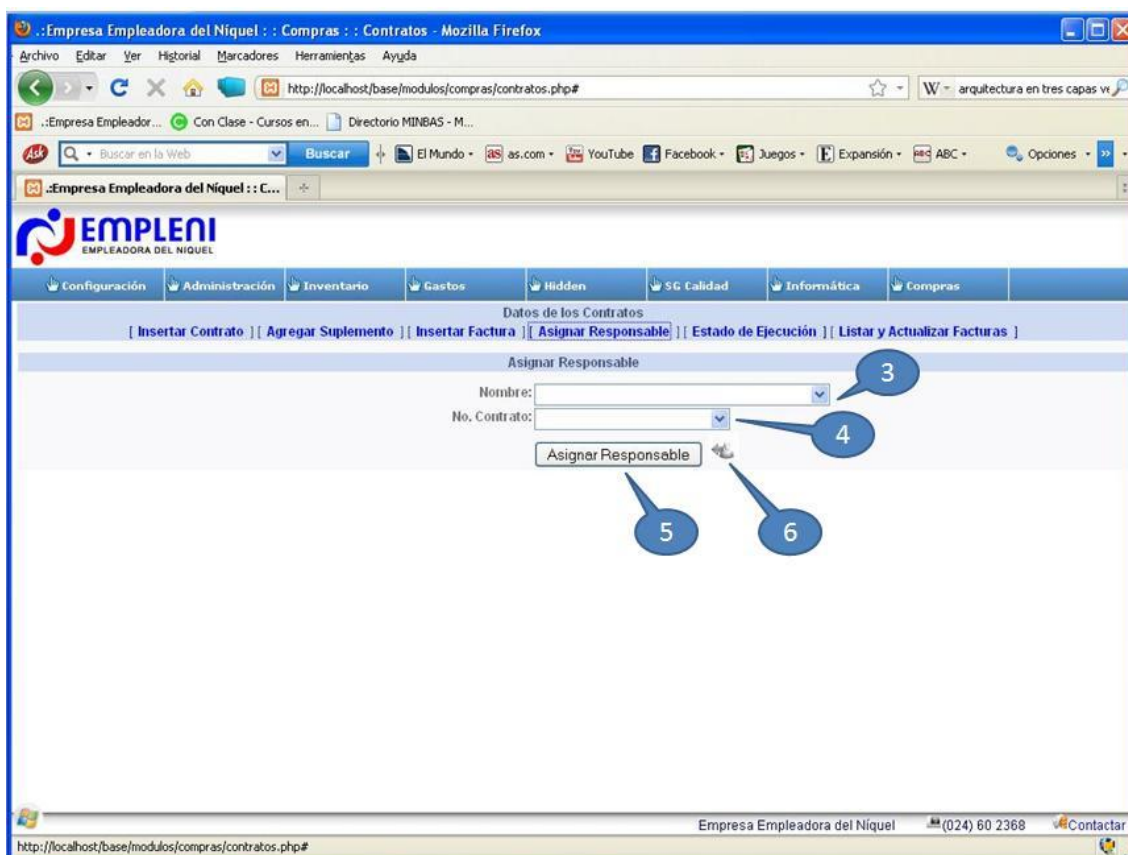 .:Empresa Empleadora del Níquel : : Compras : : Contratos - Mozilla Firefox
Archivo Editar Ver Historial Marcadores Herramientas Ayuda
http://localhost/base/modulos/compras/contratos.php# W arquitectura en tres capas ve
.:Empresa Empleador... Con Clase - Cursos en... Directorio MINBAS - M...
Ask Buscar en la Web Buscar El Mundo as as.com YouTube Facebook Juegos E Expansión ABC ABC Opciones »
.:Empresa Empleadora del Níquel : : C...
EMPLENI
EMPLEADORA DEL NIQUEL
Configuración Administración Inventario Gastos Hidden SG Calidad Informática Compras
Datos de los Contratos
[ Insertar Contrato ] [ Agregar Suplemento ] [ Insertar Factura ] [ Asignar Responsable ] [ Estado de Ejecución ] [ Listar y Actualizar Facturas ]
Asignar Responsable
3
Nombre:
No. Contrato:
4
Asignar Responsable
5 6
Empresa Empleadora del Níquel (024) 60 2368 Contactar
http://localhost/base/modulos/compras/contratos.php#